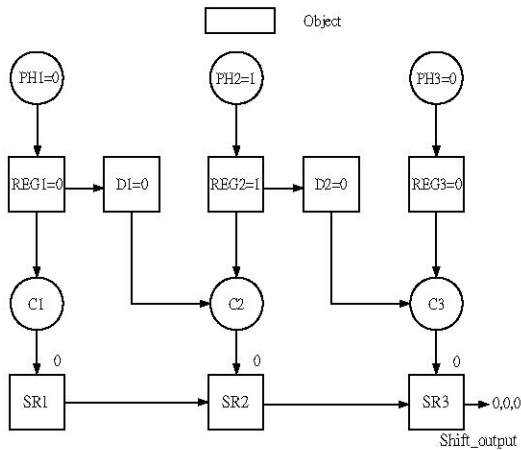 Object
PH1=0 PH2=1 PH3=0
REG1=0 D1=0 REG2=1 D2=0 REG3=0
C1 C2 C3
0 0 0
SR1 SR2 SR3 0,0,0
Shift_output